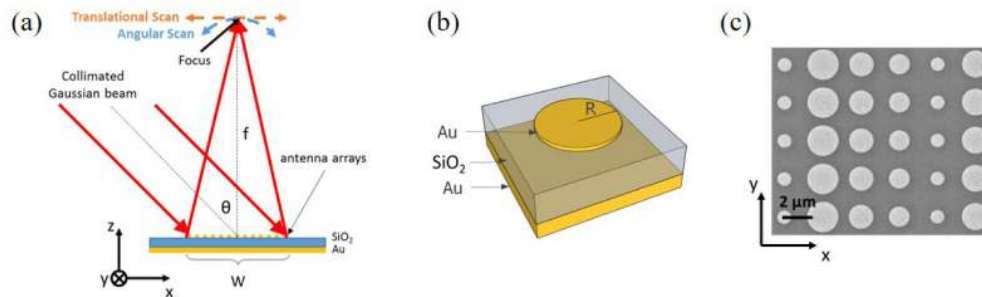 (a)
Translational Scan
Angular Scan
Focus
Collimated
Gaussian beam
f
antenna arrays
θ
z
y
x
SiO2
Au
W
(b)
R
Au
SiO2
Au
(c)
y
2 μm
x